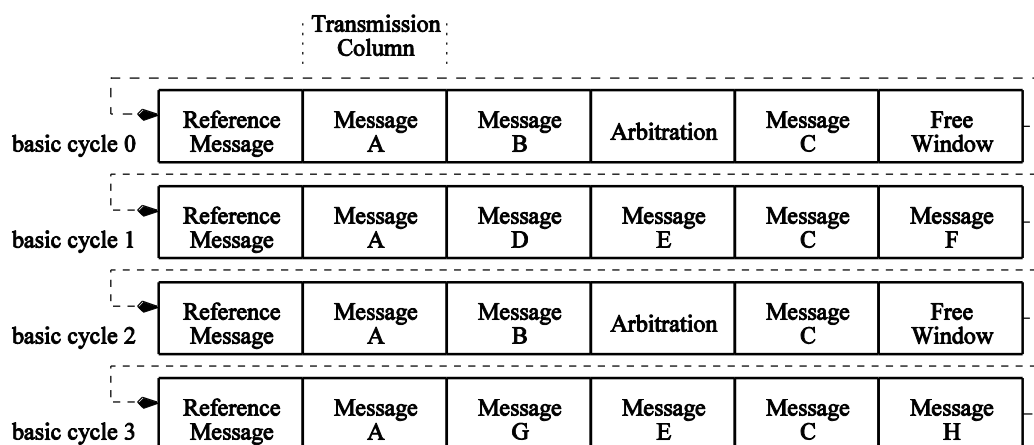 Transmission
Column
basic cycle 0
Reference
Message
Message
A
Message
B
Arbitration
Message
C
Free
Window
basic cycle 1
Reference
Message
Message
A
Message
D
Message
E
Message
C
Message
F
basic cycle 2
Reference
Message
Message
A
Message
B
Arbitration
Message
C
Free
Window
basic cycle 3
Reference
Message
Message
A
Message
G
Message
E
Message
C
Message
H